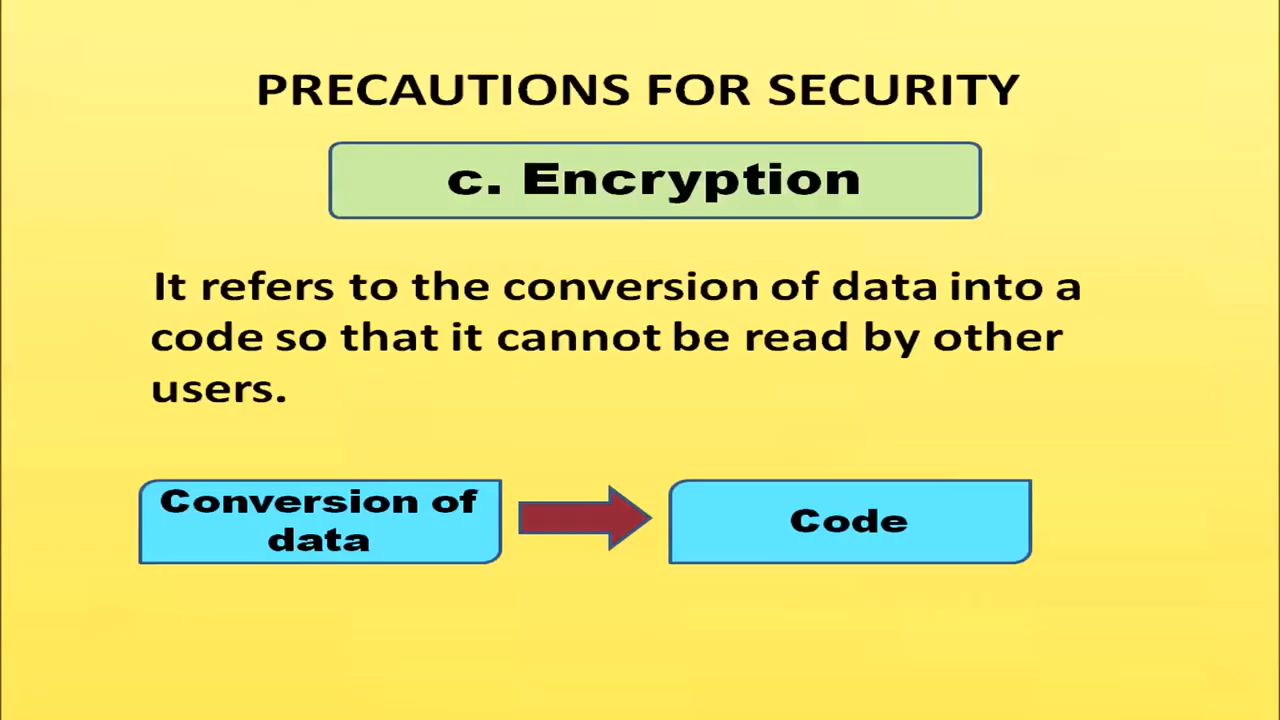 PRECAUTIONS FOR SECURITY
c. Encryption
It refers to the conversion of data into a
code so that it cannot be read by other
users.
Conversion of
data
Code